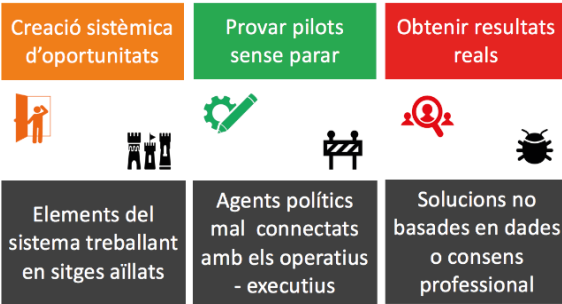 Creació sistèmica
d'oportunitats
Provar pilots
sense parar
Obtenir resultats
reals
Elements del
sistema treballant
en sitges aïllats
Agents polítics
mal connectats
amb els operatius
- executius
Solucions no
basades en dades
o consens
professional